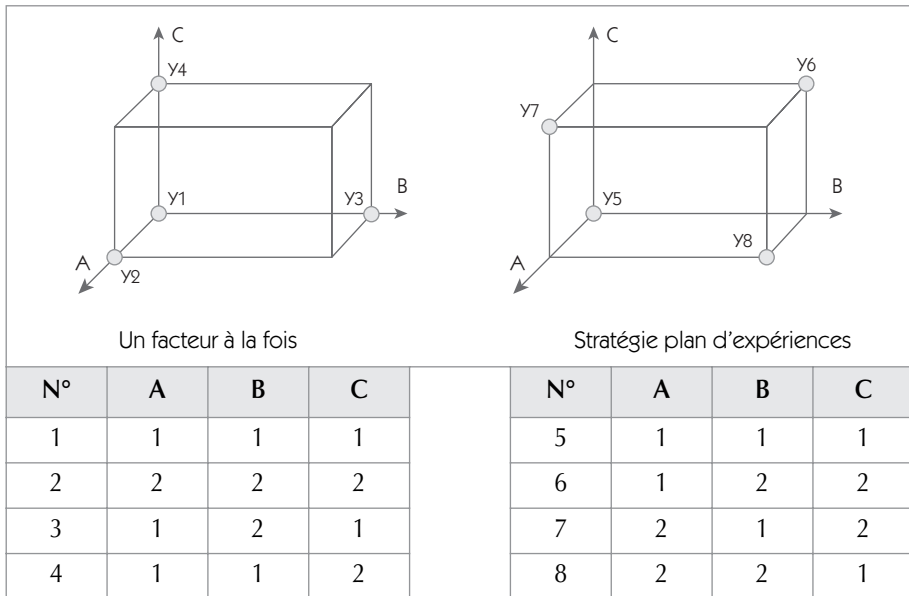 C
Y4
Y1
Y3
B
A
Y2
Un facteur à la fois
C
Y6
Y7
Y5
B
Y8
A
Stratégie plan d'expériences
N° A B C
1 1 1 1
2 2 2 2
3 1 2 1
4 1 1 2
N° A B C
5 1 1 1
6 1 2 2
7 2 1 2
8 2 2 1